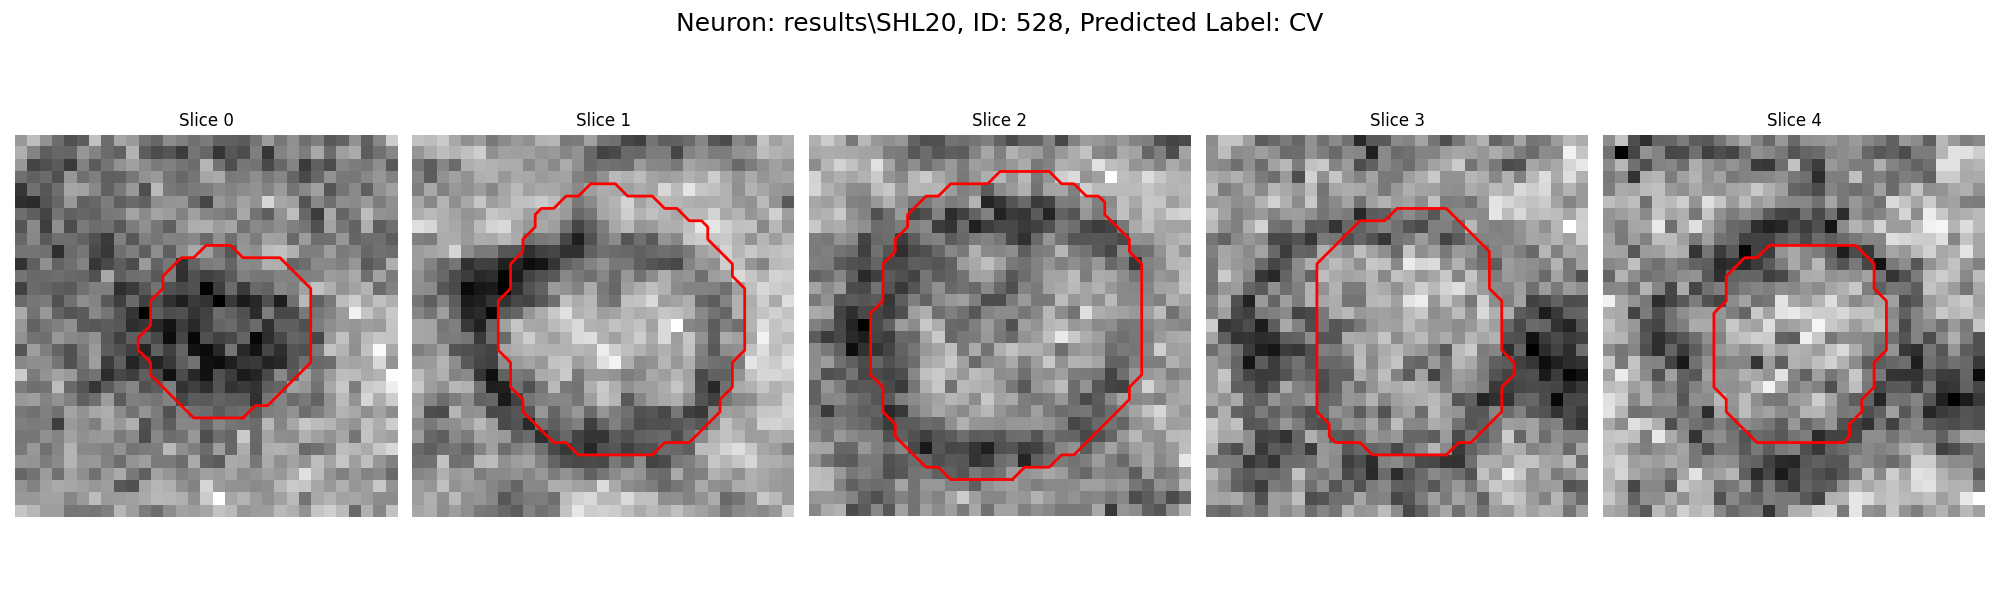 Neuron: results\SHL20, ID: 528, Predicted Label: CV
Slice 0
Slice 1
Slice 2
Slice 3
Slice 4